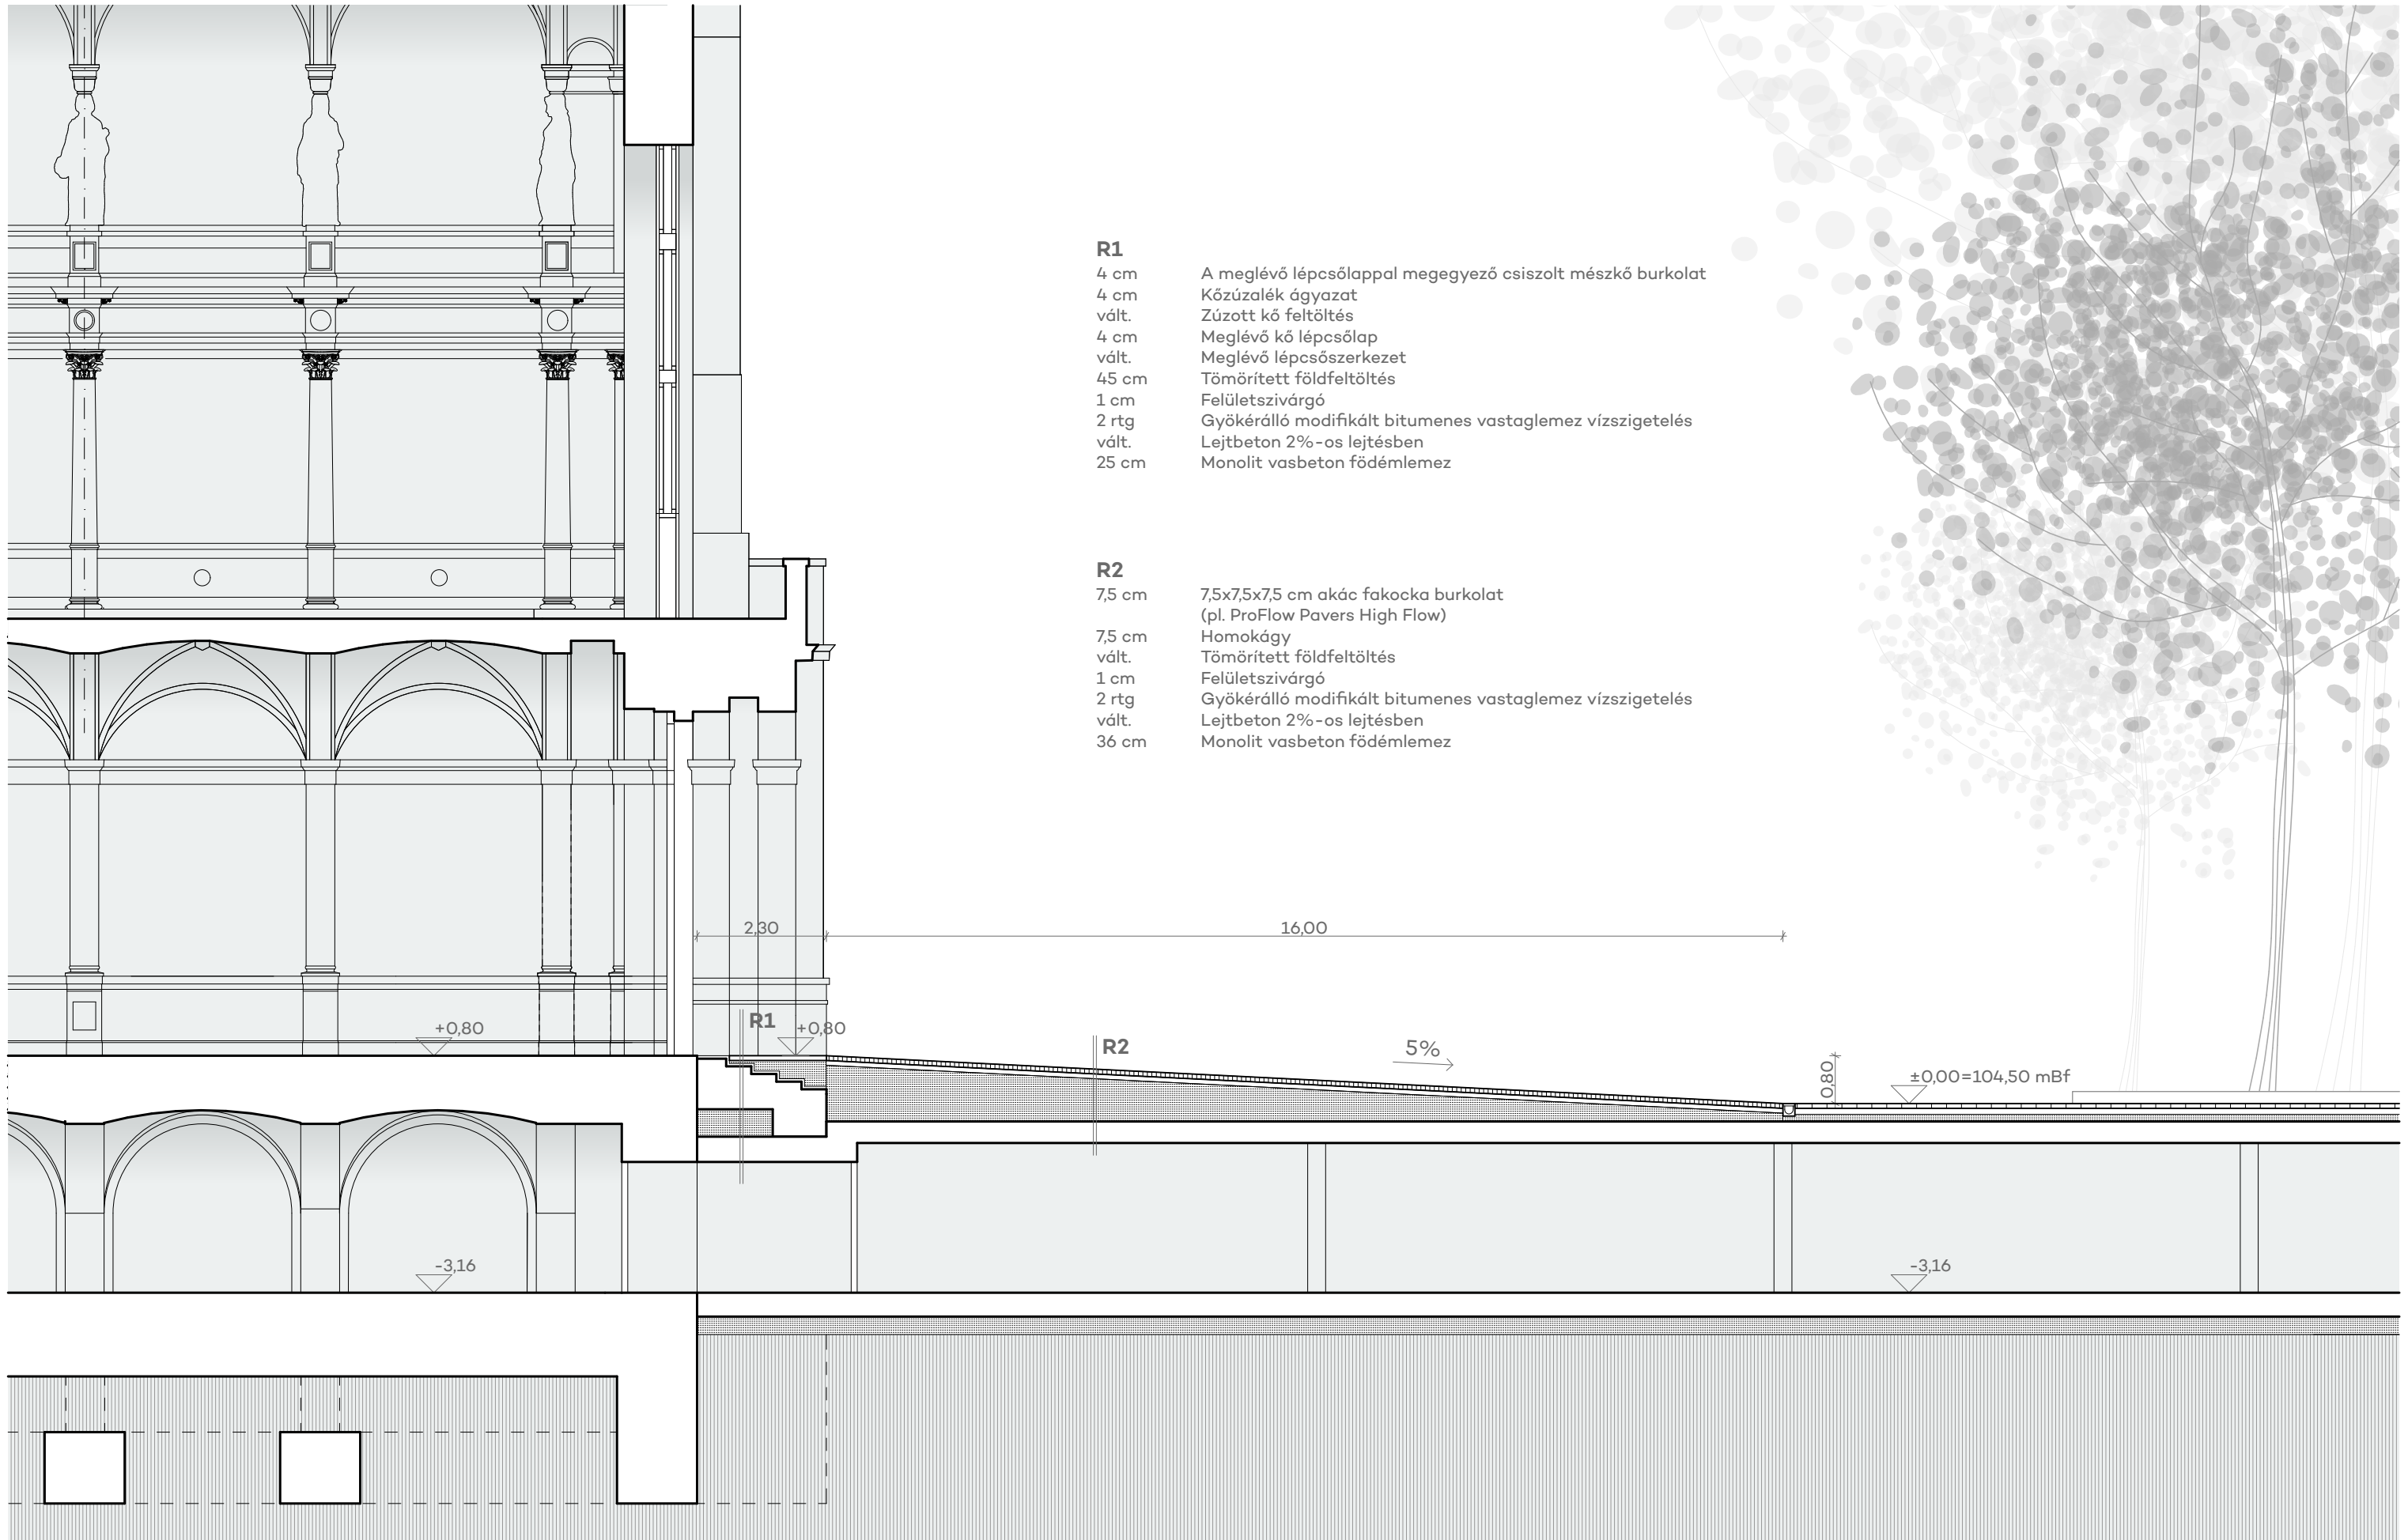 R1
4 cm A meglévő lépcsőlappal megegyező csiszolt mészkő burkolat
4 cm Kőzúzalék ágyazat
vált. Zúzott kő feltöltés
4 cm Meglévő kő lépcsőlap
vált. Meglévő lépcsőszerkezet
45 cm Tömörített földfeltöltés
1 cm Felületszivárgó
2 rtg Gyökérálló modifikált bitumenes vastaglemez vízszigetelés
vált. Lejtbeton 2%-os lejtésben
25 cm Monolit vasbeton födémlemez
R2
7,5 cm 7,5x7,5x7,5 cm akác fakocka burkolat
(pl. ProFlow Pavers High Flow)
7,5 cm Homokágy
vált. Tömörített földfeltöltés
1 cm Felületszivárgó
2 rtg Gyökérálló modifikált bitumenes vastaglemez vízszigetelés
vált. Lejtbeton 2%-os lejtésben
36 cm Monolit vasbeton födémlemez
2,30
16,00
+0,80
R1
+0,80
R2
5%
0,80
±0,00=104,50 mBf
-3,16
-3,16